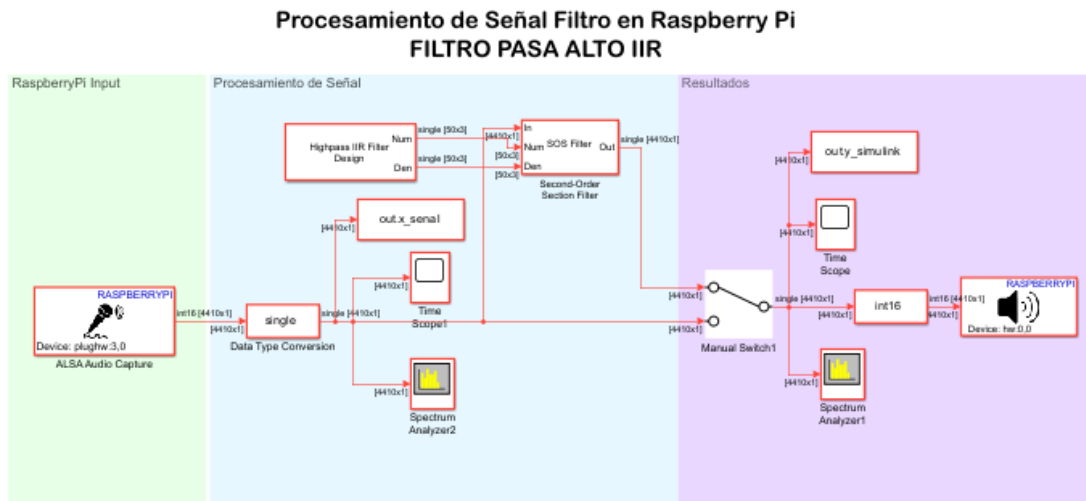 Procesamiento de Señal Filtro en Raspberry Pi
FILTRO PASA ALTO IIR
RaspberryPi Input
Procesamiento de Señal
Resultados
Highpass IIR Filter
Design
Num
Den
single [50x3]
single [50x3]
[4410x1]
[50x3]
[50x3]
In
Num
Den
SOS Filter
Out
single [4410x1]
Second-Order
Section Filter
out.x_senal
[4410x1]
[4410x1]
Time
Scope1
RASPBERRYPI
Device: plughw:3,0
ALSA Audio Capture
int16 [4410x1]
[4410x1]
single
Data Type Conversion
single [4410x1]
[4410x1]
Spectrum
Analyzer2
[4410x1]
[4410x1]
Manual Switch1
single [4410x1]
[4410x1]
out.y_simulink
[4410x1]
[4410x1]
Time
Scope
int16
int16 [4410x1]
[4410x1]
RASPBERRYPI
Device: hw:0,0
[4410x1]
Spectrum
Analyzer1